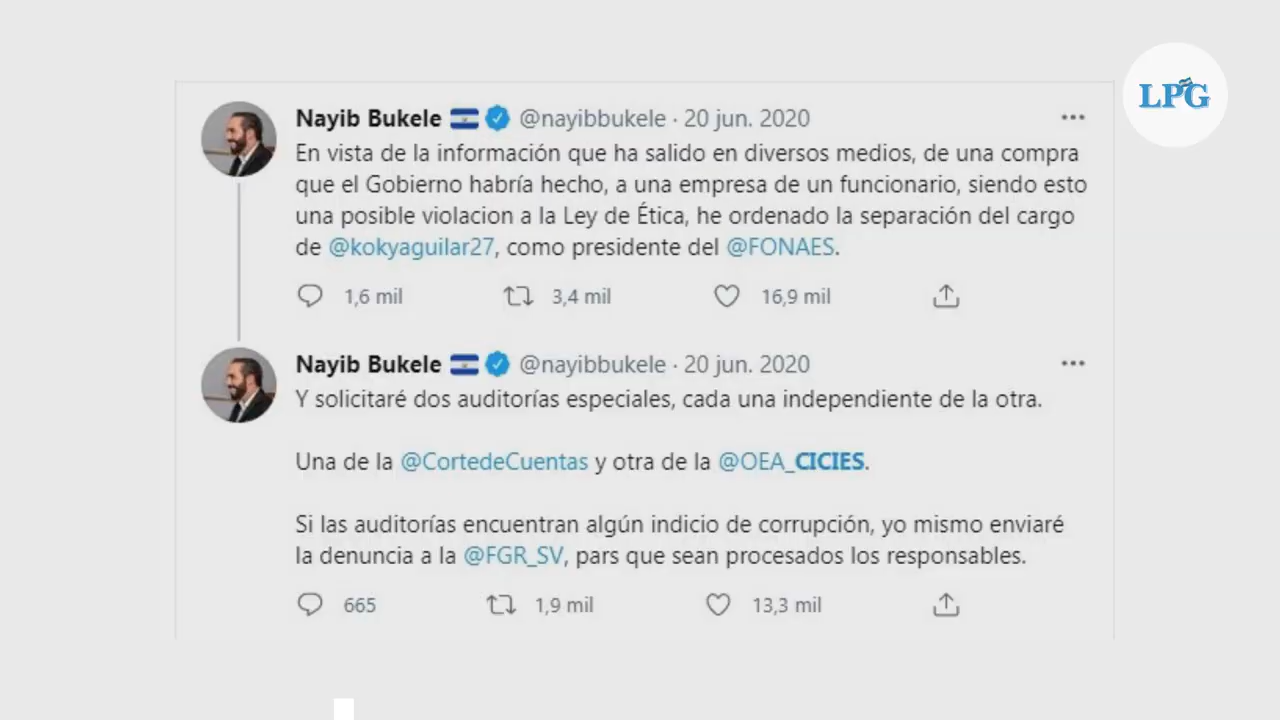 LPG
Nayib Bukele @nayibbukele · 20 jun. 2020
En vista de la información que ha salido en diversos medios, de una compra
que el Gobierno habría hecho, a una empresa de un funcionario, siendo esto
una posible violacion a la Ley de Ética, he ordenado la separación del cargo
de @kokyaguilar27, como presidente del @FONAES.
1,6 mil 3,4 mil 16,9 mil
Nayib Bukele @nayibbukele · 20 jun. 2020
Y solicitaré dos auditorías especiales, cada una independiente de la otra.
Una de la @CortedeCuentas y otra de la @OEA_CICIES.
Si las auditorías encuentran algún indicio de corrupción, yo mismo enviaré
la denuncia a la @FGR_SV, pars que sean procesados los responsables.
665 1,9 mil 13,3 mil